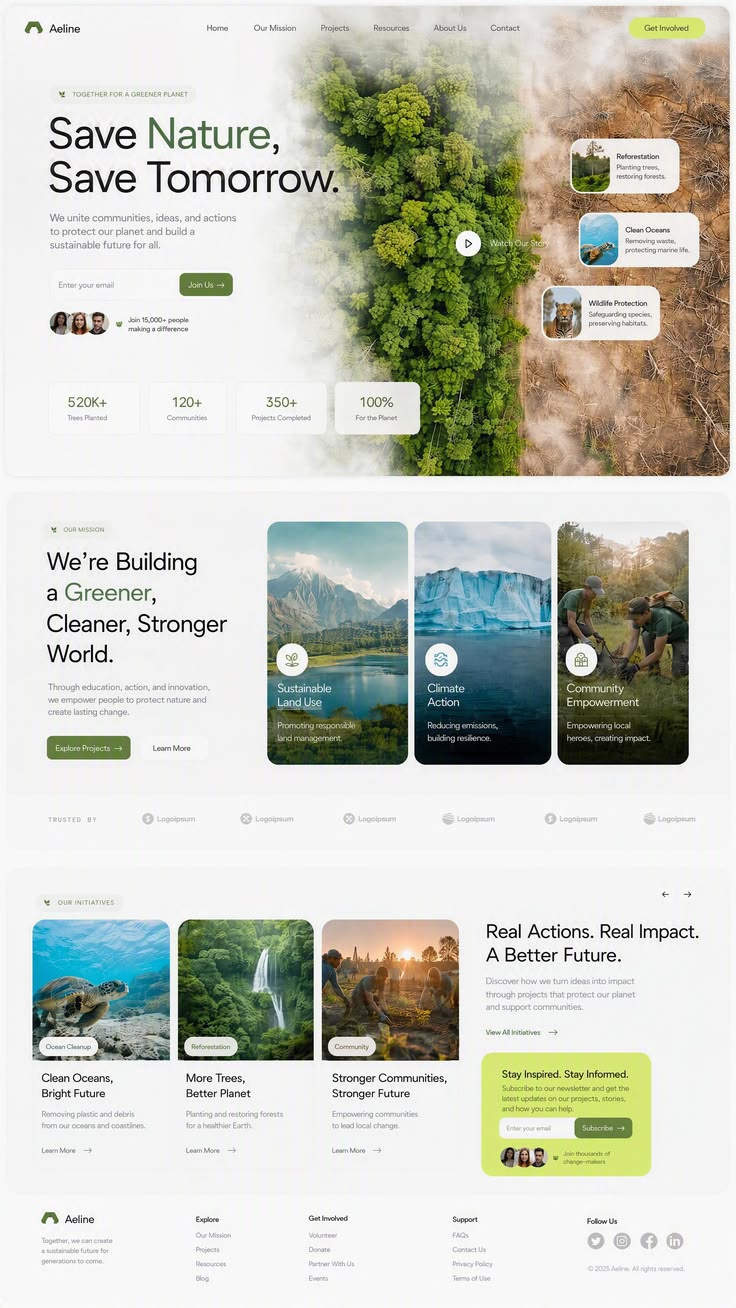 Aeline
Home
Our Mission
Projects
Resources
About Us
Contact
Get Involved
TOGETHER FOR A GREENER PLANET
Save Nature,
Save Tomorrow.
We unite communities, ideas, and actions
to protect our planet and build a
sustainable future for all.
Enter your email
Join Us →
Join 15,000+ people
making a difference
Watch Our Story
Reforestation
Planting trees,
restoring forests.
Clean Oceans
Removing waste,
protecting marine life.
Wildlife Protection
Safeguarding species,
preserving habitats.
520K+
Trees Planted
120+
Communities
350+
Projects Completed
100%
For the Planet
OUR MISSION
We're Building
a Greener,
Cleaner, Stronger
World.
Through education, action, and innovation,
we empower people to protect nature and
create lasting change.
Explore Projects →
Learn More
Sustainable
Land Use
Promoting responsible
land management.
Climate
Action
Reducing emissions,
building resilience.
Community
Empowerment
Empowering local
heroes, creating impact.
TRUSTED BY
Logoipsum
Logoipsum
Logoipsum
Logoipsum
Logoipsum
Logoipsum
OUR INITIATIVES
Ocean Cleanup
Clean Oceans,
Bright Future
Removing plastic and debris
from our oceans and coastlines.
Learn More →
Reforestation
More Trees,
Better Planet
Planting and restoring forests
for a healthier Earth.
Learn More →
Community
Stronger Communities,
Stronger Future
Empowering communities
to lead local change.
Learn More →
← →
Real Actions. Real Impact.
A Better Future.
Discover how we turn ideas into impact
through projects that protect our planet
and support communities.
View All Initiatives →
Stay Inspired. Stay Informed.
Subscribe to our newsletter and get the
latest updates on our projects, stories,
and how you can help.
Enter your email
Subscribe →
Join thousands of
change-makers
Aeline
Together, we can create
a sustainable future for
generations to come.
Explore
Our Mission
Projects
Resources
Blog
Get Involved
Volunteer
Donate
Partner With Us
Events
Support
FAQs
Contact Us
Privacy Policy
Terms of Use
Follow Us
© 2025 Aeline. All rights reserved.